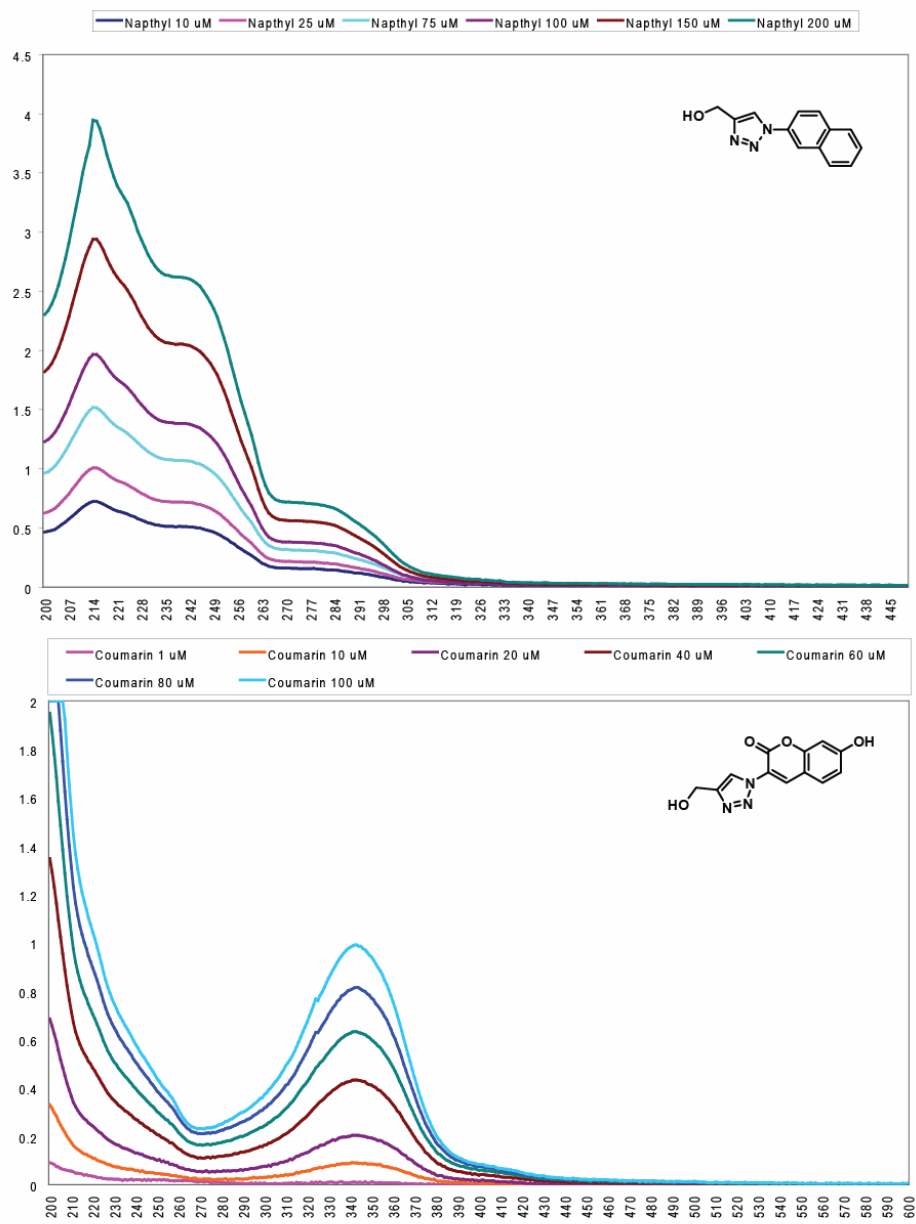 Napthyl 10 uM Napthyl 25 uM Napthyl 75 uM Napthyl 100 uM Napthyl 150 uM Napthyl 200 uM
4.5
4
3.5
3
2.5
2
1.5
1
0.5
0
HO
N
N
N
200 207 214 221 228 235 242 249 256 263 270 277 284 291 298 305 312 319 326 333 340 347 354 361 368 375 382 389 396 403 410 417 424 431 438 445
Coumarin 1 uM Coumarin 10 uM Coumarin 20 uM Coumarin 40 uM Coumarin 60 uM
Coumarin 80 uM Coumarin 100 uM
2
1.8
1.6
1.4
1.2
1
0.8
0.6
0.4
0.2
0
O
O
OH
N
HO
N
N
200 210 220 230 240 250 260 270 280 290 300 310 320 330 340 350 360 370 380 390 400 410 420 430 440 450 460 470 480 490 500 510 520 530 540 550 560 570 580 590 600